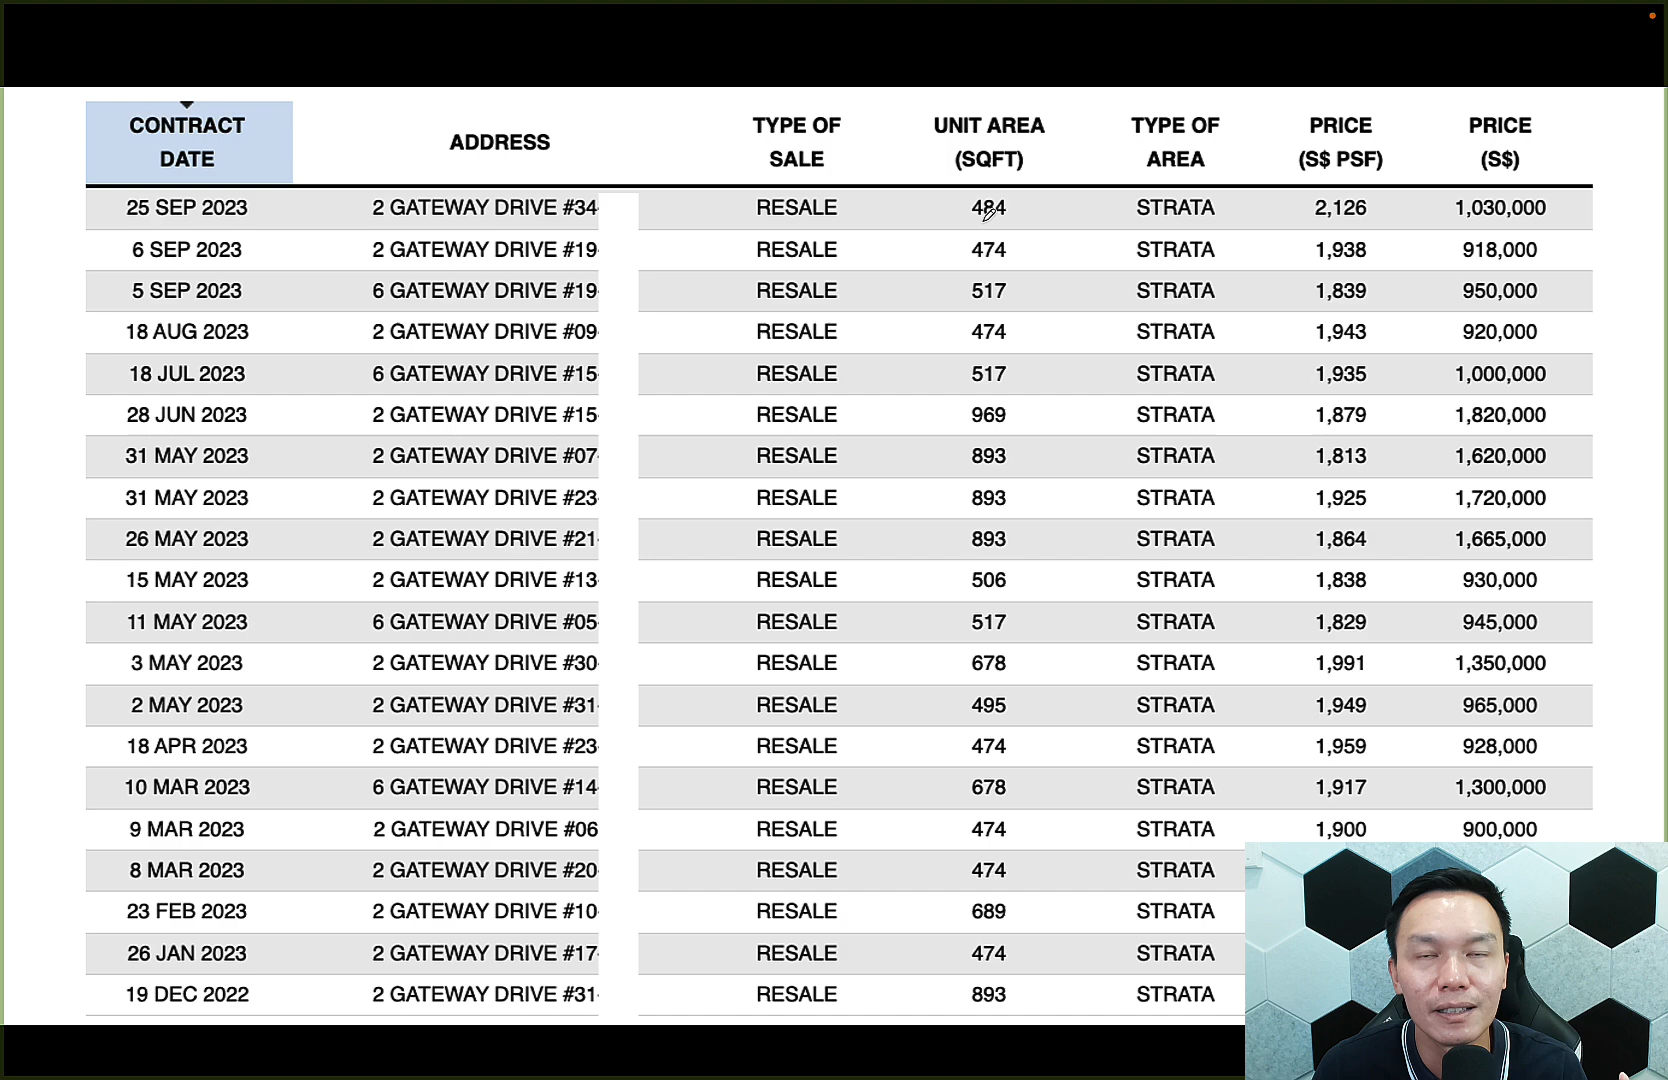 CONTRACT DATE ADDRESS TYPE OF SALE UNIT AREA (SQFT) TYPE OF AREA PRICE (S$ PSF) PRICE (S$)
25 SEP 2023 2 GATEWAY DRIVE #34- RESALE 484 STRATA 2,126 1,030,000
6 SEP 2023 2 GATEWAY DRIVE #19- RESALE 474 STRATA 1,938 918,000
5 SEP 2023 6 GATEWAY DRIVE #19- RESALE 517 STRATA 1,839 950,000
18 AUG 2023 2 GATEWAY DRIVE #09- RESALE 474 STRATA 1,943 920,000
18 JUL 2023 6 GATEWAY DRIVE #15- RESALE 517 STRATA 1,935 1,000,000
28 JUN 2023 2 GATEWAY DRIVE #15- RESALE 969 STRATA 1,879 1,820,000
31 MAY 2023 2 GATEWAY DRIVE #07- RESALE 893 STRATA 1,813 1,620,000
31 MAY 2023 2 GATEWAY DRIVE #23- RESALE 893 STRATA 1,925 1,720,000
26 MAY 2023 2 GATEWAY DRIVE #21- RESALE 893 STRATA 1,864 1,665,000
15 MAY 2023 2 GATEWAY DRIVE #13- RESALE 506 STRATA 1,838 930,000
11 MAY 2023 6 GATEWAY DRIVE #05- RESALE 517 STRATA 1,829 945,000
3 MAY 2023 2 GATEWAY DRIVE #30- RESALE 678 STRATA 1,991 1,350,000
2 MAY 2023 2 GATEWAY DRIVE #31- RESALE 495 STRATA 1,949 965,000
18 APR 2023 2 GATEWAY DRIVE #23- RESALE 474 STRATA 1,959 928,000
10 MAR 2023 6 GATEWAY DRIVE #14- RESALE 678 STRATA 1,917 1,300,000
9 MAR 2023 2 GATEWAY DRIVE #06 RESALE 474 STRATA 1,900 900,000
8 MAR 2023 2 GATEWAY DRIVE #20- RESALE 474 STRATA
23 FEB 2023 2 GATEWAY DRIVE #10- RESALE 689 STRATA
26 JAN 2023 2 GATEWAY DRIVE #17- RESALE 474 STRATA
19 DEC 2022 2 GATEWAY DRIVE #31- RESALE 893 STRATA